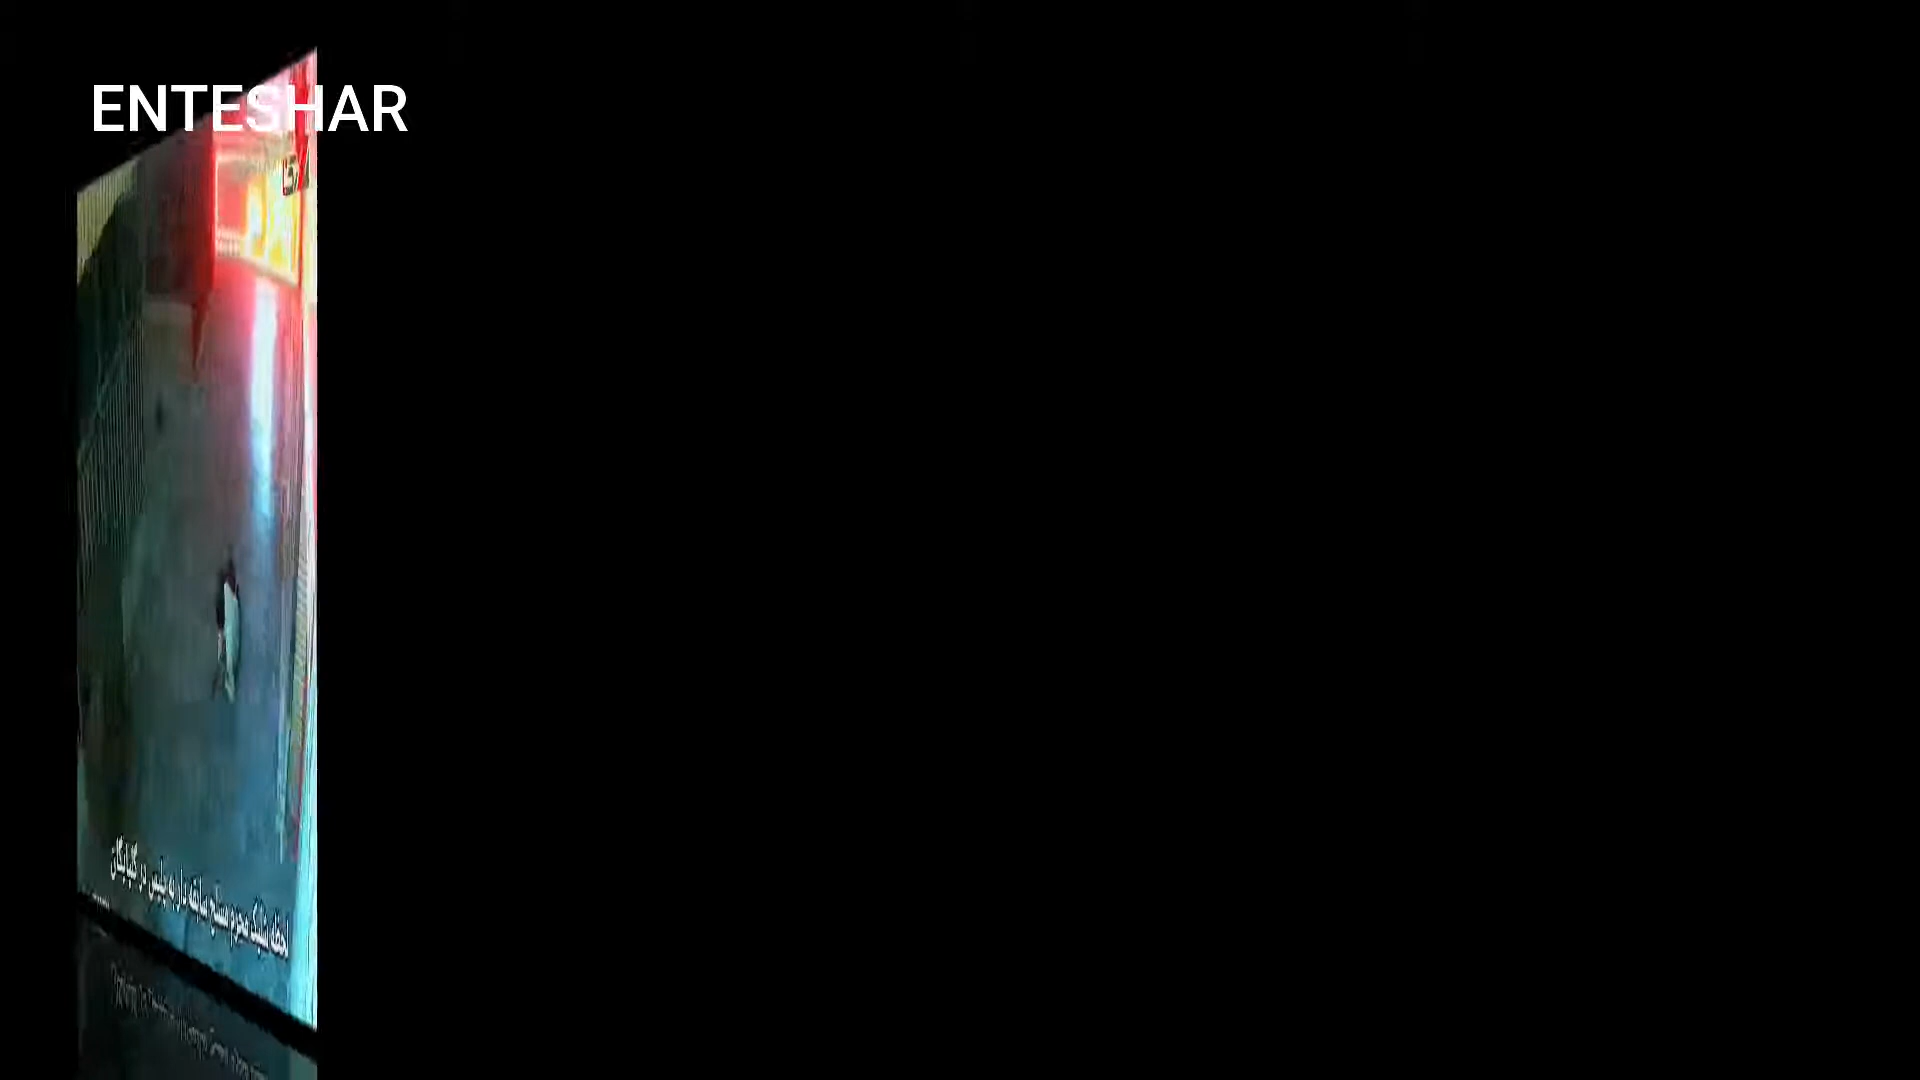 ENTESHAR
لحظه شلیک مجرم مسلح سابقه دار به پلیس در گلپایگان